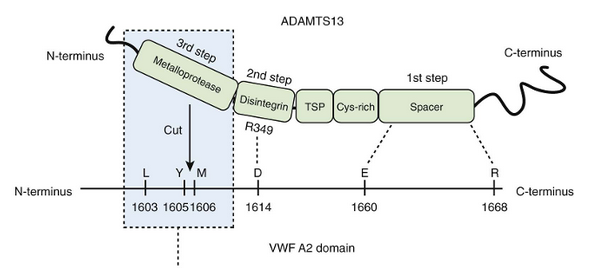 ADAMTS13
N-terminus
3rd step
Metalloprotease
2nd step
Disintegrin
TSP
Cys-rich
1st step
Spacer
C-terminus
Cut
R349
L
Y
M
D
E
R
N-terminus
C-terminus
1603
1605
1606
1614
1660
1668
VWF A2 domain